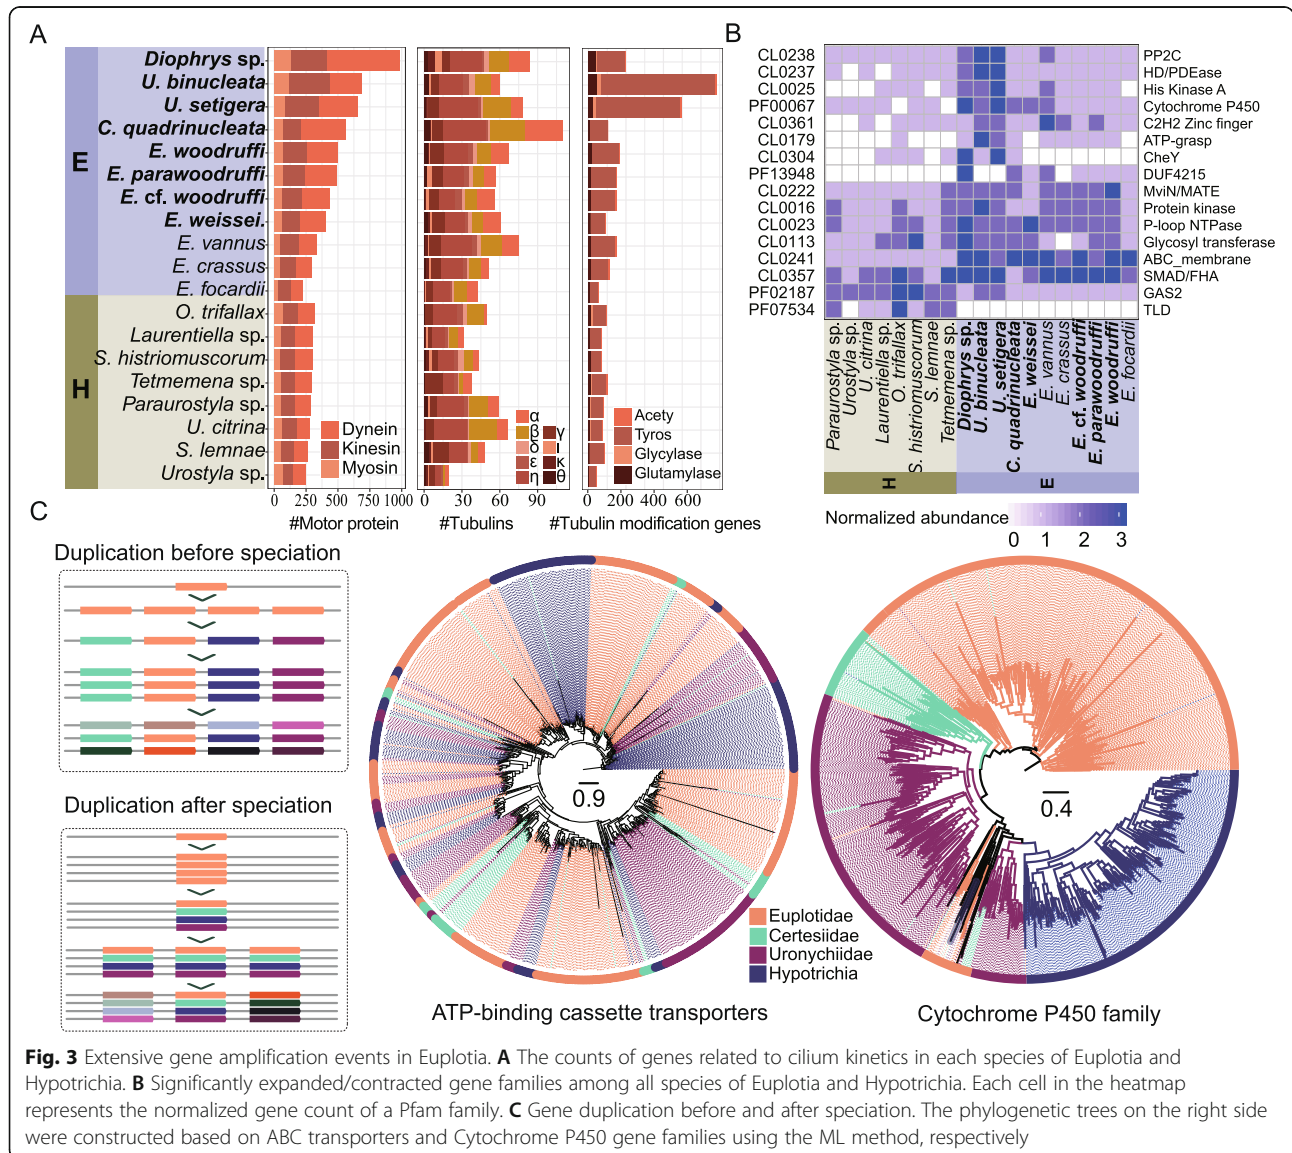 A
Diophrys sp.
U. binucleata
U. setigera
C. quadrinucleata
E. woodruffi
E. parawoodruffi
E. cf. woodruffi
E. weissei.
E. vannus
E. crassus
E. focardii
O. trifallax
Laurentiella sp.
S. histriomuscorum
Tetmemena sp.
Paraurostyla sp.
U. citrina
S. lemnae
Urostyla sp.
E
H
Dynein
Kinesin
Myosin
0 250 500 750 1000
#Motor protein
α
β γ
δ ι
ε κ
η θ
0 30 60 90
#Tubulins
Acety
Tyros
Glycylase
Glutamylase
0 200 400 600
#Tubulin modification genes
B
CL0238 PP2C
CL0237 HD/PDEase
CL0025 His Kinase A
PF00067 Cytochrome P450
CL0361 C2H2 Zinc finger
CL0179 ATP-grasp
CL0304 CheY
PF13948 DUF4215
CL0222 MviN/MATE
CL0016 Protein kinase
CL0023 P-loop NTPase
CL0113 Glycosyl transferase
CL0241 ABC_membrane
CL0357 SMAD/FHA
PF02187 GAS2
PF07534 TLD
Paraurostyla sp.
Urostyla sp.
U. citrina
Laurentiella sp.
O. trifallax
S. histriomuscorum
S. lemnae
Tetmemena sp.
Diophrys sp.
U. binucleata
U. setigera
C. quadrinucleata
E. weissei
E. vannus
E. crassus
E. cf. woodruffi
E. parawoodruffi
E. woodruffi
E. focardii
H E
Normalized abundance
0 1 2 3
C
Duplication before speciation
Duplication after speciation
0.9
0.4
Euplotidae
Certesiidae
Uronychiidae
Hypotrichia
ATP-binding cassette transporters
Cytochrome P450 family
Fig. 3 Extensive gene amplification events in Euplotia. A The counts of genes related to cilium kinetics in each species of Euplotia and
Hypotrichia. B Significantly expanded/contracted gene families among all species of Euplotia and Hypotrichia. Each cell in the heatmap
represents the normalized gene count of a Pfam family. C Gene duplication before and after speciation. The phylogenetic trees on the right side
were constructed based on ABC transporters and Cytochrome P450 gene families using the ML method, respectively